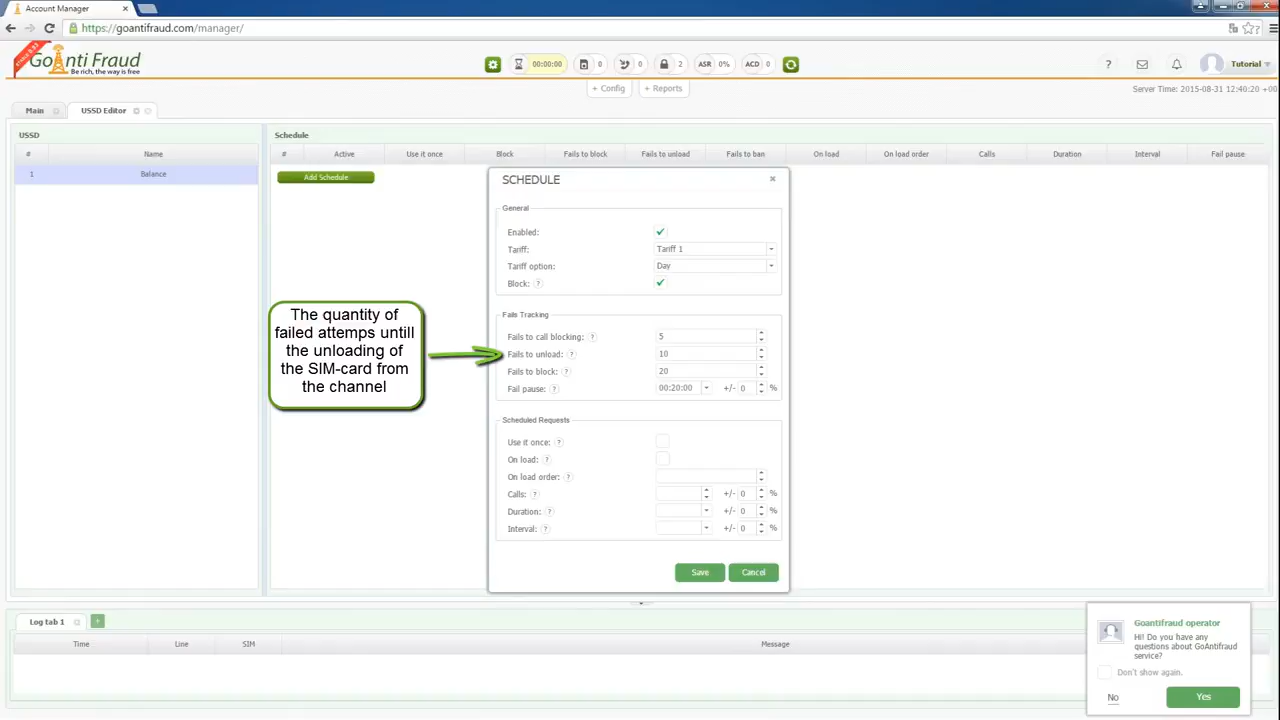 Account Manager
https://goantifraud.com/manager/
GoAnti Fraud
Be rich, the way is free
00:00:00
0
0
2
ASR 0%
ACD 0
?
Tutorial
+ Config
+ Reports
Server Time: 2015-08-31 12:40:20 +00
Main
USSD Editor
USSD
# Name
1 Balance
Schedule
# Active Use it once Block Fails to block Fails to unload Fails to ban On load On load order Calls Duration Interval Fail pause
Add Schedule
SCHEDULE
General
Enabled:
Tariff: Tariff 1
Tariff option: Day
Block: ?
Fails Tracking
Fails to call blocking: ? 5
Fails to unload: ? 10
Fails to block: ? 20
Fail pause: ? 00:20:00 +/- 0 %
Scheduled Requests
Use it once: ?
On load: ?
On load order: ?
Calls: ? +/- 0 %
Duration: ? +/- 0 %
Interval: ? +/- 0 %
Save
Cancel
The quantity of
failed attemps untill
the unloading of
the SIM-card from
the channel
Log tab 1
+
Time Line SIM Message
Goantifraud operator
Hi! Do you have any
questions about GoAntifraud
service?
Don't show again.
No
Yes